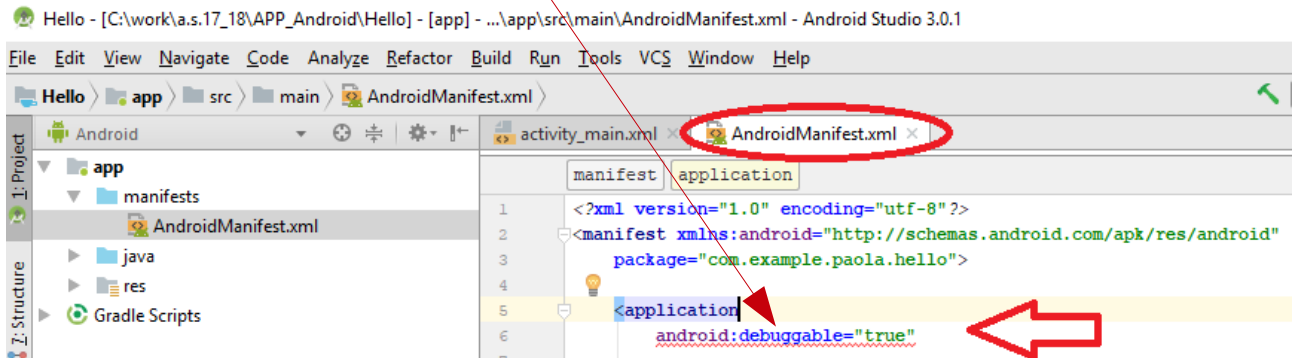 Hello - [C:\work\a.s.17_18\APP_Android\Hello] - [app] - ...\app\src\main\AndroidManifest.xml - Android Studio 3.0.1
File Edit View Navigate Code Analyze Refactor Build Run Tools VCS Window Help
Hello app src main AndroidManifest.xml
1: Project
7: Structure
Android
app
manifests
AndroidManifest.xml
java
res
Gradle Scripts
activity_main.xml AndroidManifest.xml
manifest application
1 <?xml version="1.0" encoding="utf-8"?>
2 <manifest xmlns:android="http://schemas.android.com/apk/res/android"
3 package="com.example.paola.hello">
4
5 <application
6 android:debuggable="true"